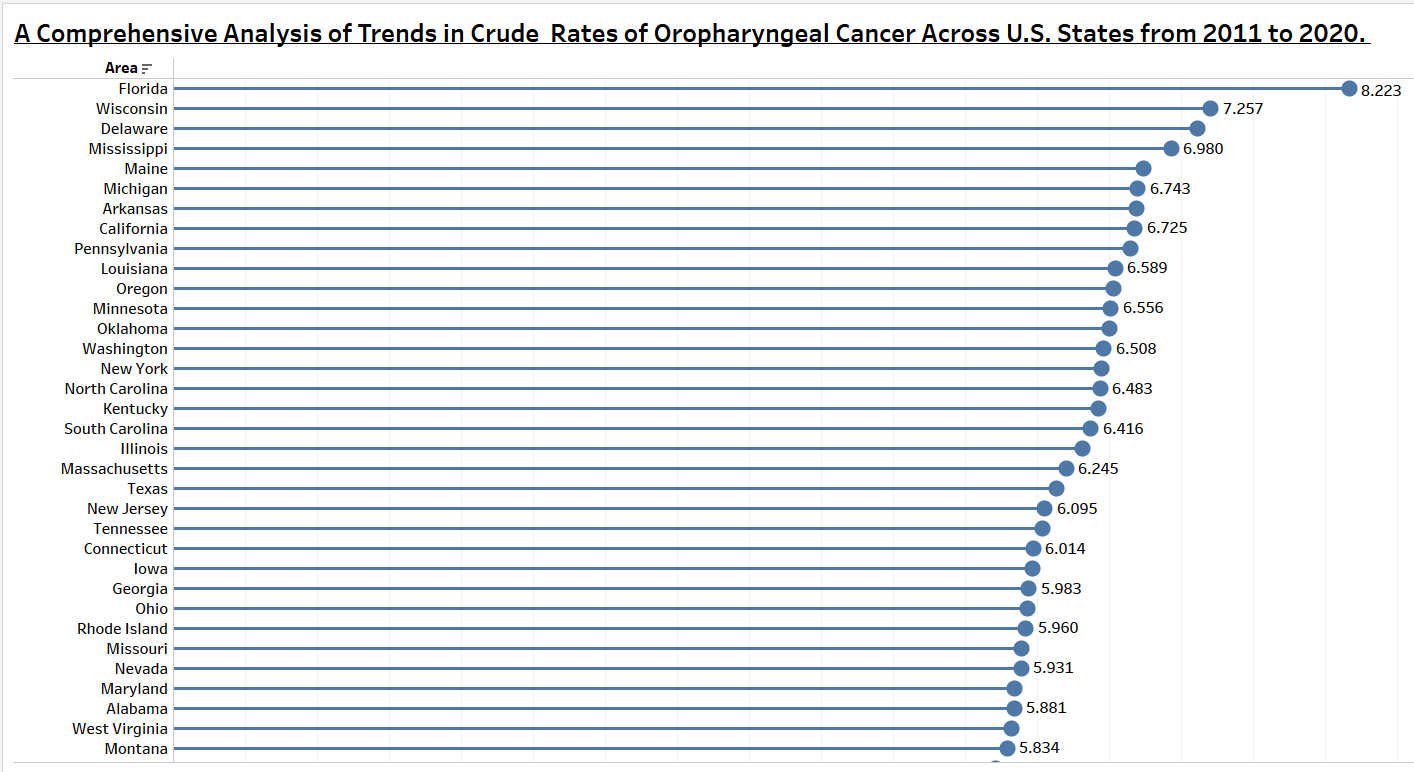 A Comprehensive Analysis of Trends in Crude  Rates of Oropharyngeal Cancer Across U.S. States from 2011 to 2020.
Area
Florida 8.223
Wisconsin 7.257
Delaware
Mississippi 6.980
Maine
Michigan 6.743
Arkansas
California 6.725
Pennsylvania
Louisiana 6.589
Oregon
Minnesota 6.556
Oklahoma
Washington 6.508
New York
North Carolina 6.483
Kentucky
South Carolina 6.416
Illinois
Massachusetts 6.245
Texas
New Jersey 6.095
Tennessee
Connecticut 6.014
Iowa
Georgia 5.983
Ohio
Rhode Island 5.960
Missouri
Nevada 5.931
Maryland
Alabama 5.881
West Virginia
Montana 5.834